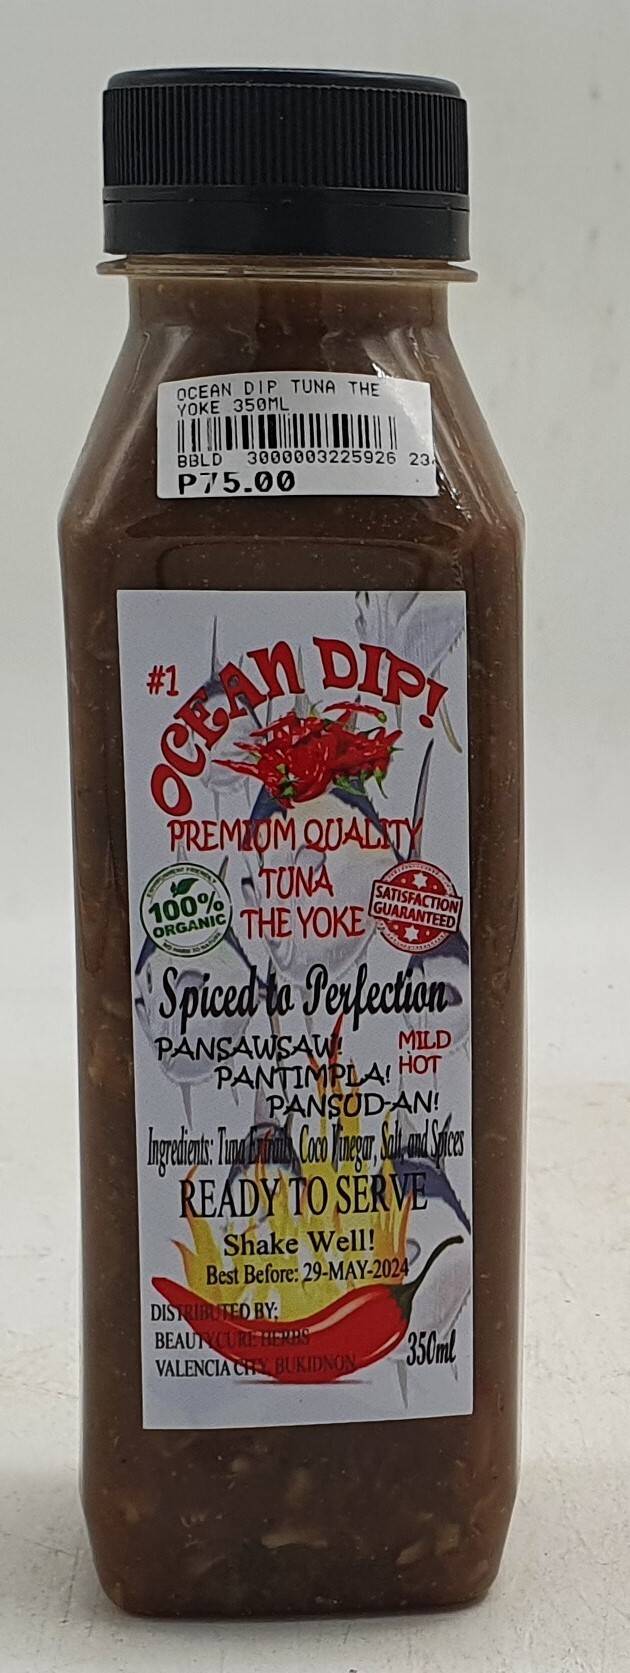 OCEAN DIP TUNA THE
YOKE 350ML
BBLD 3000003225926 23
P75.00
#1
OCEAN DIP!
PREMIUM QUALITY
TUNA
THE YOKE
100%
ORGANIC
SATISFACTION
GUARANTEED
Spiced to Perfection
PANSAWSAW!
PANTIMPLA!
PANSUD-AN!
MILD
HOT
Ingredients: Tuna Extraits, Coco Vinegar, Salt, and Spices
READY TO SERVE
Shake Well!
Best Before: 29-MAY-2024
DISTRIBUTED BY:
BEAUTYCURE HERBS
VALENCIA CITY, BUKIDNON
350ml